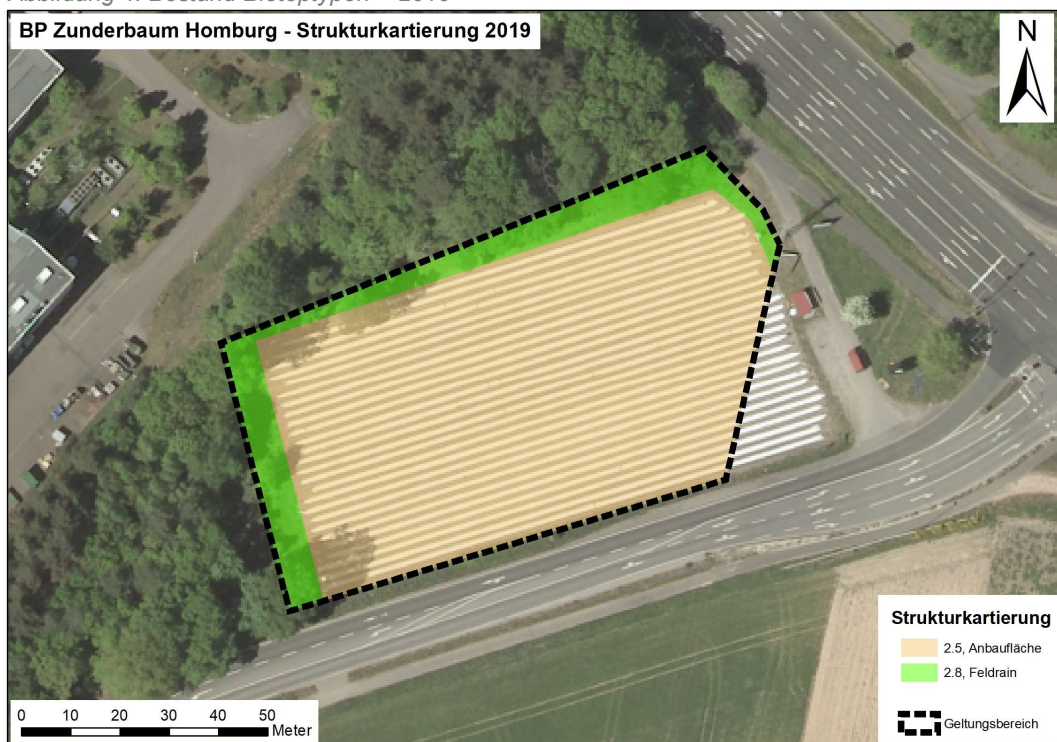 BP Zunderbaum Homburg - Strukturkartierung 2019
N
Strukturkartierung
2.5, Anbaufläche
2.8, Feldrain
Geltungsbereich
0 10 20 30 40 50
Meter